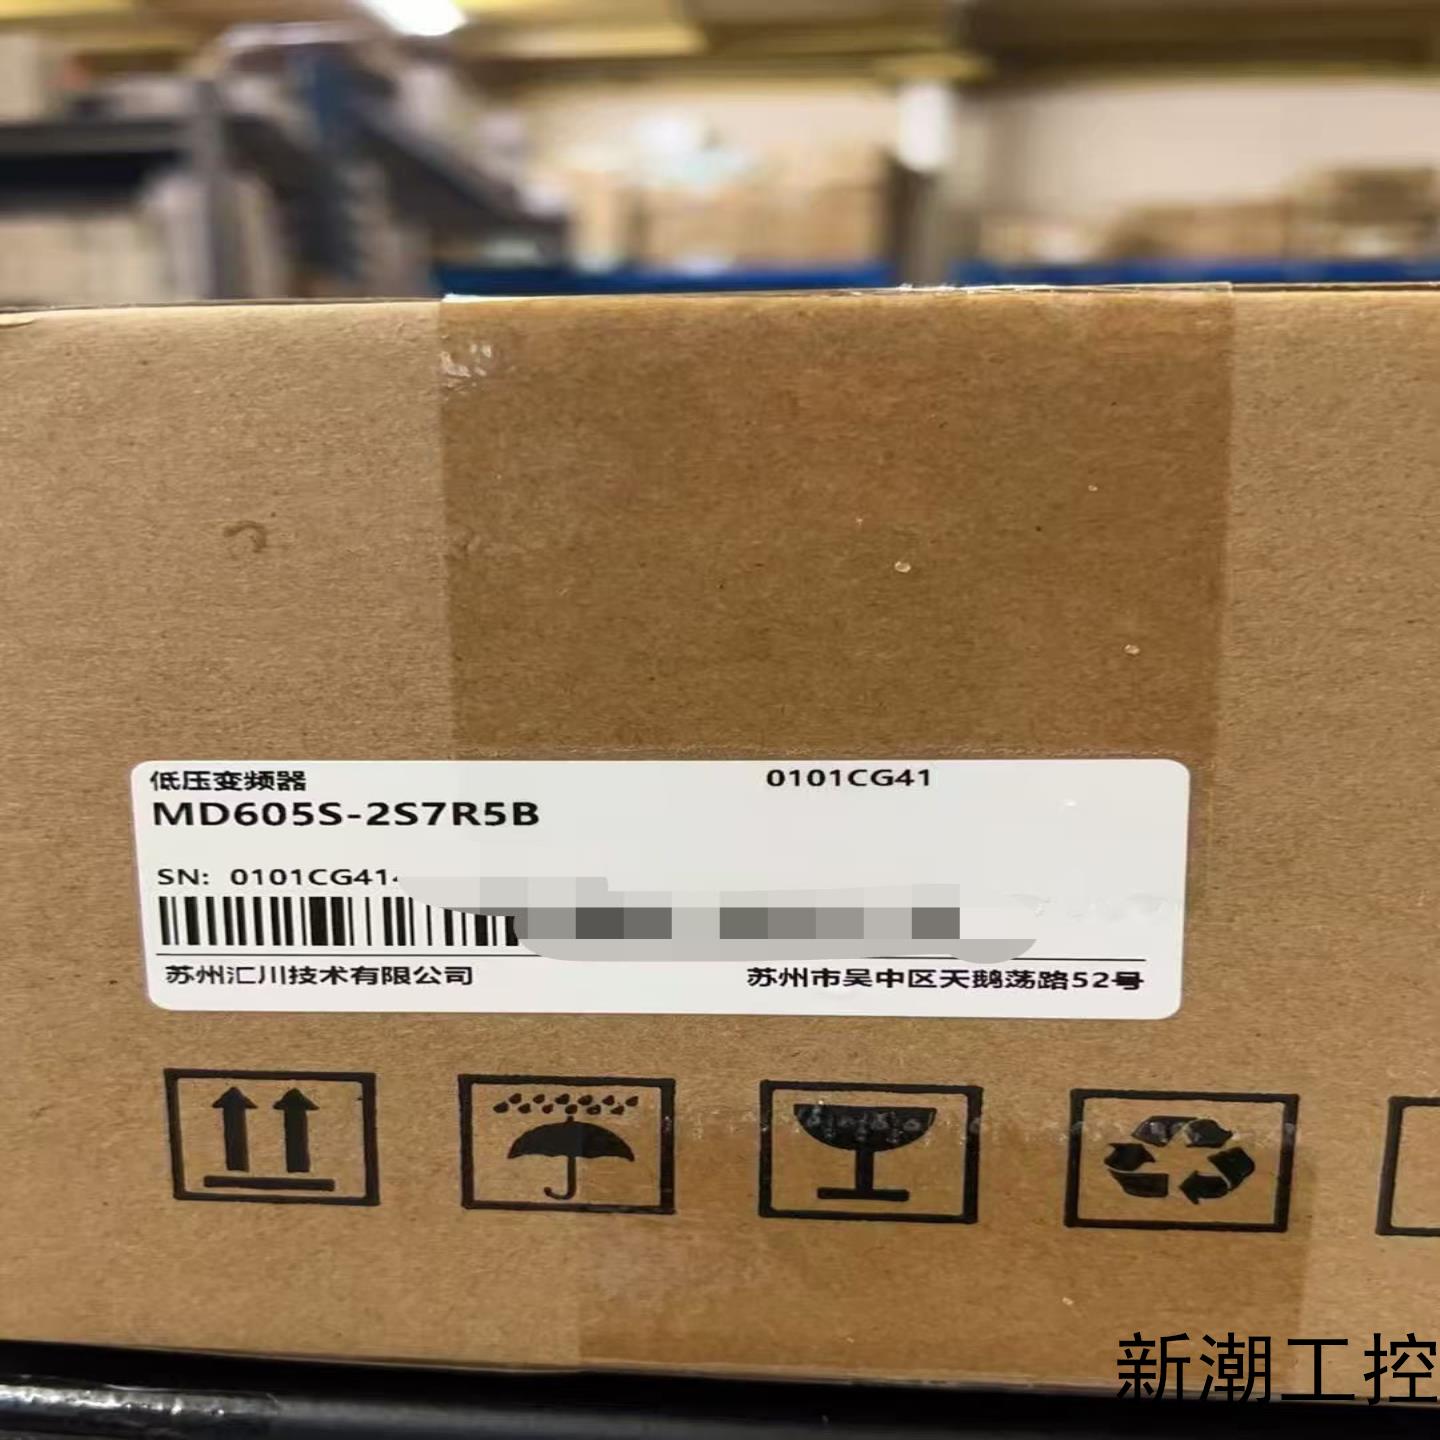 低压变频器
0101CG41
MD605S-2S7R5B
SN: 0101CG414
苏州汇川技术有限公司
苏州市吴中区天鹅荡路52号
新潮工控